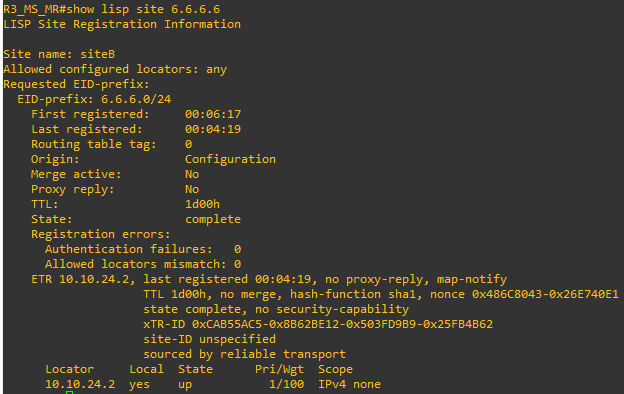 R3_MS_MR#show lisp site 6.6.6.6
LISP Site Registration Information
Site name: siteB
Allowed configured locators: any
Requested EID-prefix:
EID-prefix: 6.6.6.0/24
First registered: 00:06:17
Last registered: 00:04:19
Routing table tag: 0
Origin: Configuration
Merge active: No
Proxy reply: No
TTL: 1d00h
State: complete
Registration errors:
Authentication failures: 0
Allowed locators mismatch: 0
ETR 10.10.24.2, last registered 00:04:19, no proxy-reply, map-notify
TTL 1d00h, no merge, hash-function sha1, nonce 0x486C8043-0x26E740E1
state complete, no security-capability
xTR-ID 0xCAB55AC5-0x8B62BE12-0x503FD9B9-0x25FB4B62
site-ID unspecified
sourced by reliable transport
Locator Local State Pri/Wgt Scope
10.10.24.2 yes up 1/100 IPv4 none